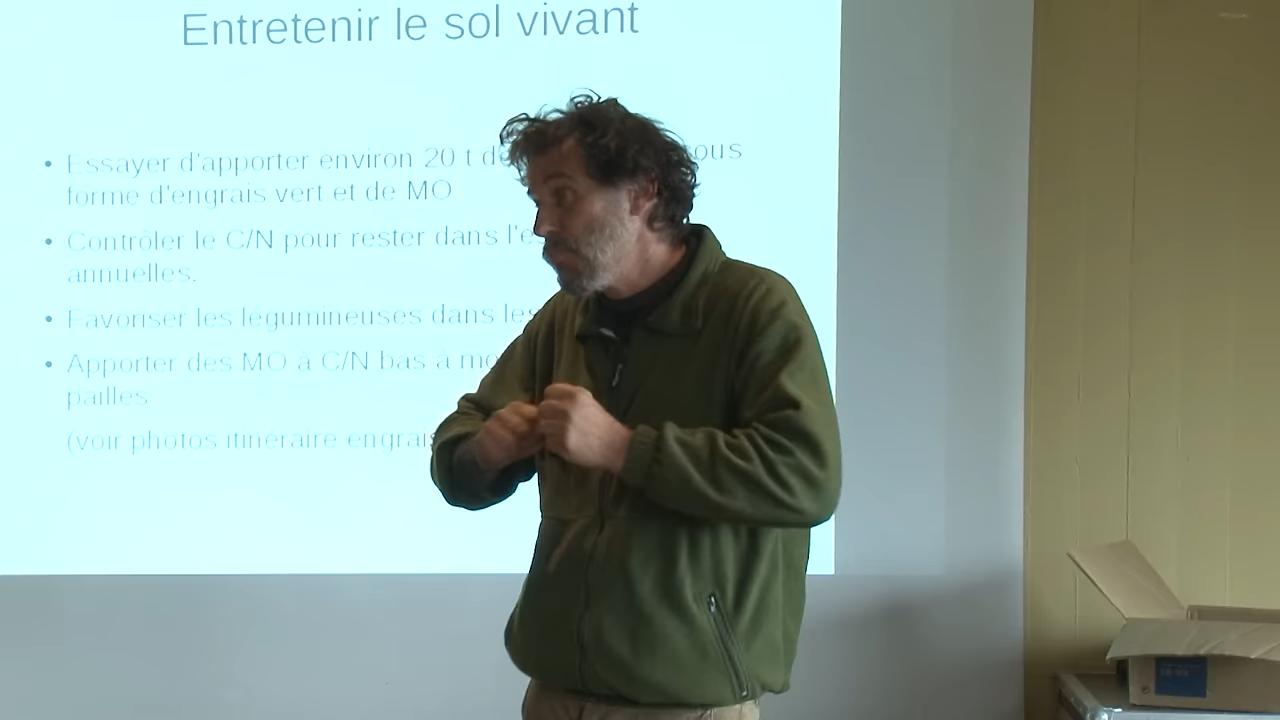 Entretenir le sol vivant
• Essayer d'apporter environ 20 t de ous
forme d'engrais vert et de MO
• Contrôler le C/N pour rester dans l'e
annuelles.
• Favoriser les légumineuses dans les
• Apporter des MO à C/N bas à mo
pailles
(voir photos itinéraire engrais